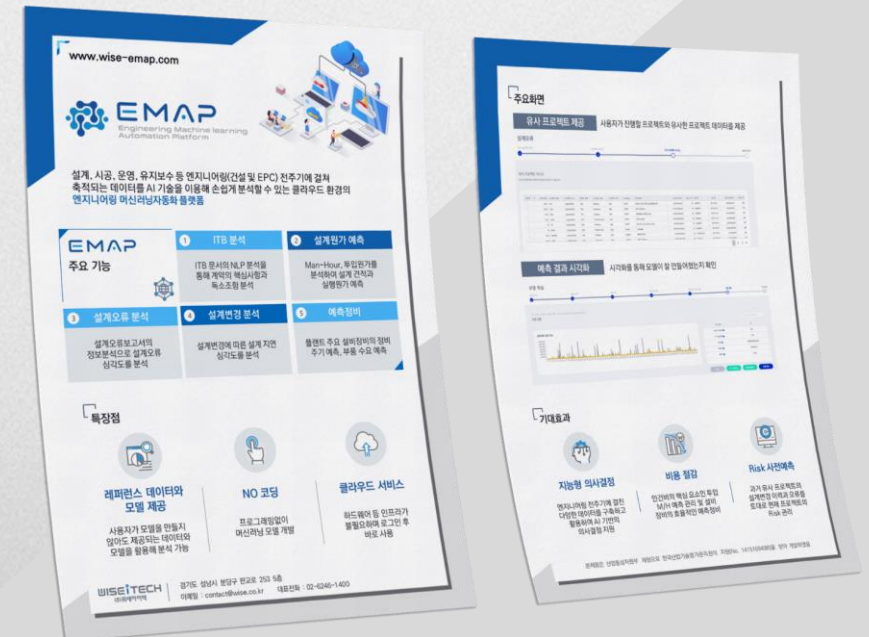 www.wise-emap.com
EMAP
Engineering Machine learning
Automation Platform
설계, 시공, 운영, 유지보수 등 엔지니어링(건설 및 EPC) 전주기에 걸쳐
축적되는 데이터를 AI 기술을 이용해 손쉽게 분석할 수 있는 클라우드 환경의
엔지니어링 머신러닝자동화 플랫폼
EMAP
주요 기능
1 ITB 분석
ITB 문서의 NLP 분석을
통해 계약의 핵심사항과
독소조항 분석
2 설계원가 예측
Man-Hour, 투입원가를
분석하여 설계 견적과
실행원가 예측
3 설계오류 분석
설계오류보고서의
정보분석으로 설계오류
심각도를 분석
4 설계변경 분석
설계변경에 따른 설계 지연
심각도를 분석
5 예측정비
플랜트 주요 설비장비의 정비
주기 예측, 부품 수요 예측
특장점
레퍼런스 데이터와
모델 제공
사용자가 모델을 만들지
않아도 제공되는 데이터와
모델을 활용해 분석 가능
NO 코딩
프로그래밍없이
머신러닝 모델 개발
클라우드 서비스
하드웨어 등 인프라가
불필요하며 로그인 후
바로 사용
WISEiTECH
(주)위세아이텍
경기도 성남시 분당구 판교로 253 5층
이메일 : contact@wise.co.kr 대표전화 : 02-6246-1400
주요화면
유사 프로젝트 제공 사용자가 진행할 프로젝트와 유사한 프로젝트 데이터를 제공
설계오류
예측 결과 시각화 시각화를 통해 모델이 잘 만들어졌는지 확인
모형 학습
기대효과
지능형 의사결정
엔지니어링 전주기에 걸친
다양한 데이터를 구축하고
활용하여 AI 기반의
의사결정 지원
비용 절감
인건비의 핵심 요소인 투입
M/H 예측 관리 및 설비
장비의 효율적인 예측정비
Risk 사전예측
과거 유사 프로젝트의
설계변경 이력과 오류를
토대로 현재 프로젝트의
Risk 관리